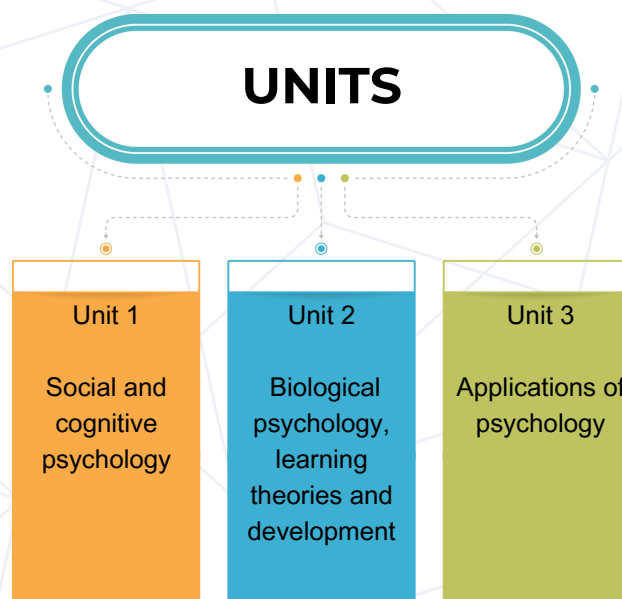 UNITS
Unit 1
Social and
cognitive
psychology
Unit 2
Biological
psychology,
learning
theories and
development
Unit 3
Applications of
psychology